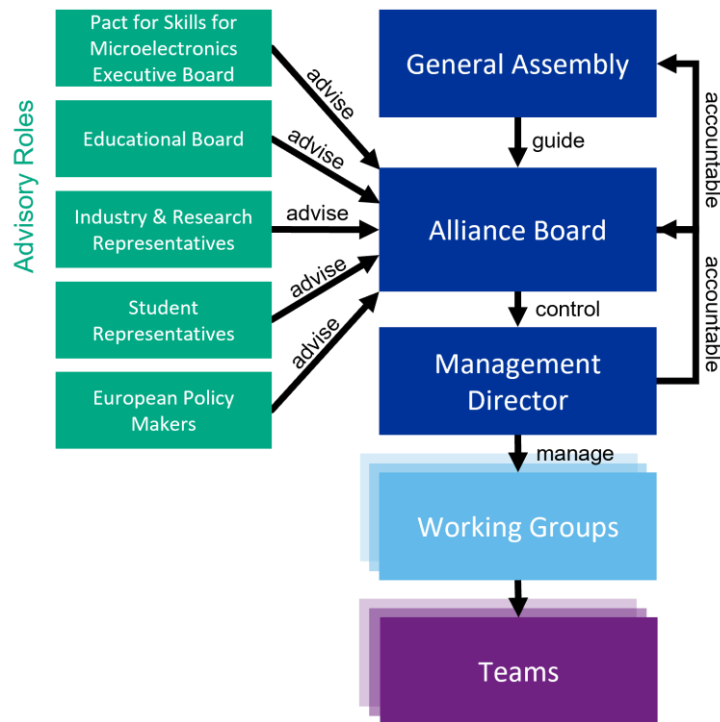 Advisory Roles
Pact for Skills for
Microelectronics
Executive Board
Educational Board
Industry & Research
Representatives
Student
Representatives
European Policy
Makers
advise
advise
advise
advise
advise
General Assembly
guide
Alliance Board
control
Management
Director
manage
Working Groups
Teams
accountable
accountable